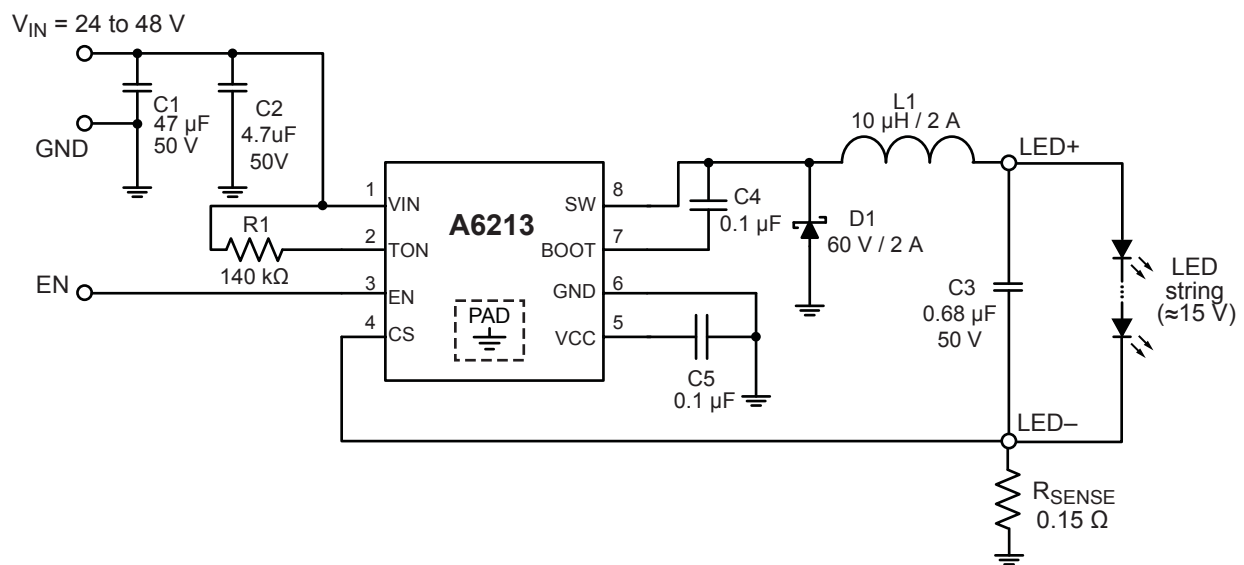 VIN = 24 to 48 V
GND
C1
47 µF
50 V
C2
4.7uF
50V
R1
140 kΩ
EN
A6213
1
VIN
2
TON
3
EN
4
CS
PAD
8
SW
7
BOOT
6
GND
5
VCC
C4
0.1 µF
C5
0.1 µF
D1
60 V / 2 A
L1
10 µH / 2 A
LED+
C3
0.68 µF
50 V
LED
string
(≈15 V)
LED–
RSENSE
0.15 Ω